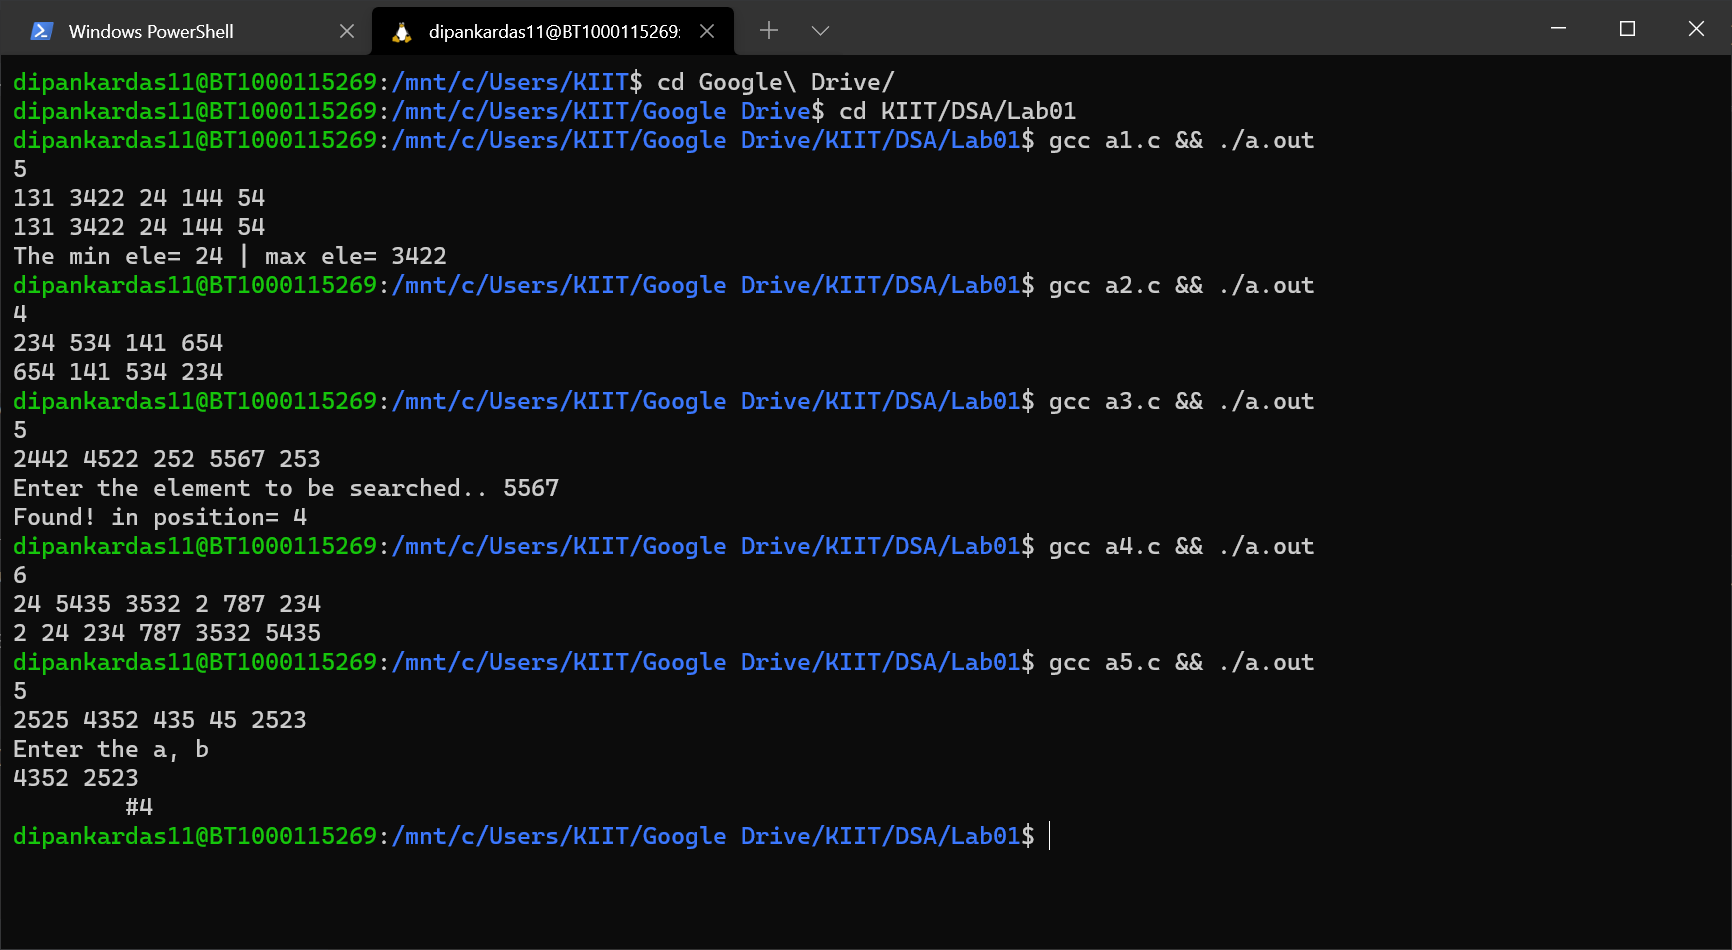 Windows PowerShell
dipankardas11@BT1000115269:
dipankardas11@BT1000115269:/mnt/c/Users/KIIT$ cd Google\ Drive/
dipankardas11@BT1000115269:/mnt/c/Users/KIIT/Google Drive$ cd KIIT/DSA/Lab01
dipankardas11@BT1000115269:/mnt/c/Users/KIIT/Google Drive/KIIT/DSA/Lab01$ gcc a1.c && ./a.out
5
131 3422 24 144 54
131 3422 24 144 54
The min ele= 24 | max ele= 3422
dipankardas11@BT1000115269:/mnt/c/Users/KIIT/Google Drive/KIIT/DSA/Lab01$ gcc a2.c && ./a.out
4
234 534 141 654
654 141 534 234
dipankardas11@BT1000115269:/mnt/c/Users/KIIT/Google Drive/KIIT/DSA/Lab01$ gcc a3.c && ./a.out
5
2442 4522 252 5567 253
Enter the element to be searched.. 5567
Found! in position= 4
dipankardas11@BT1000115269:/mnt/c/Users/KIIT/Google Drive/KIIT/DSA/Lab01$ gcc a4.c && ./a.out
6
24 5435 3532 2 787 234
2 24 234 787 3532 5435
dipankardas11@BT1000115269:/mnt/c/Users/KIIT/Google Drive/KIIT/DSA/Lab01$ gcc a5.c && ./a.out
5
2525 4352 435 45 2523
Enter the a, b
4352 2523
        #4
dipankardas11@BT1000115269:/mnt/c/Users/KIIT/Google Drive/KIIT/DSA/Lab01$